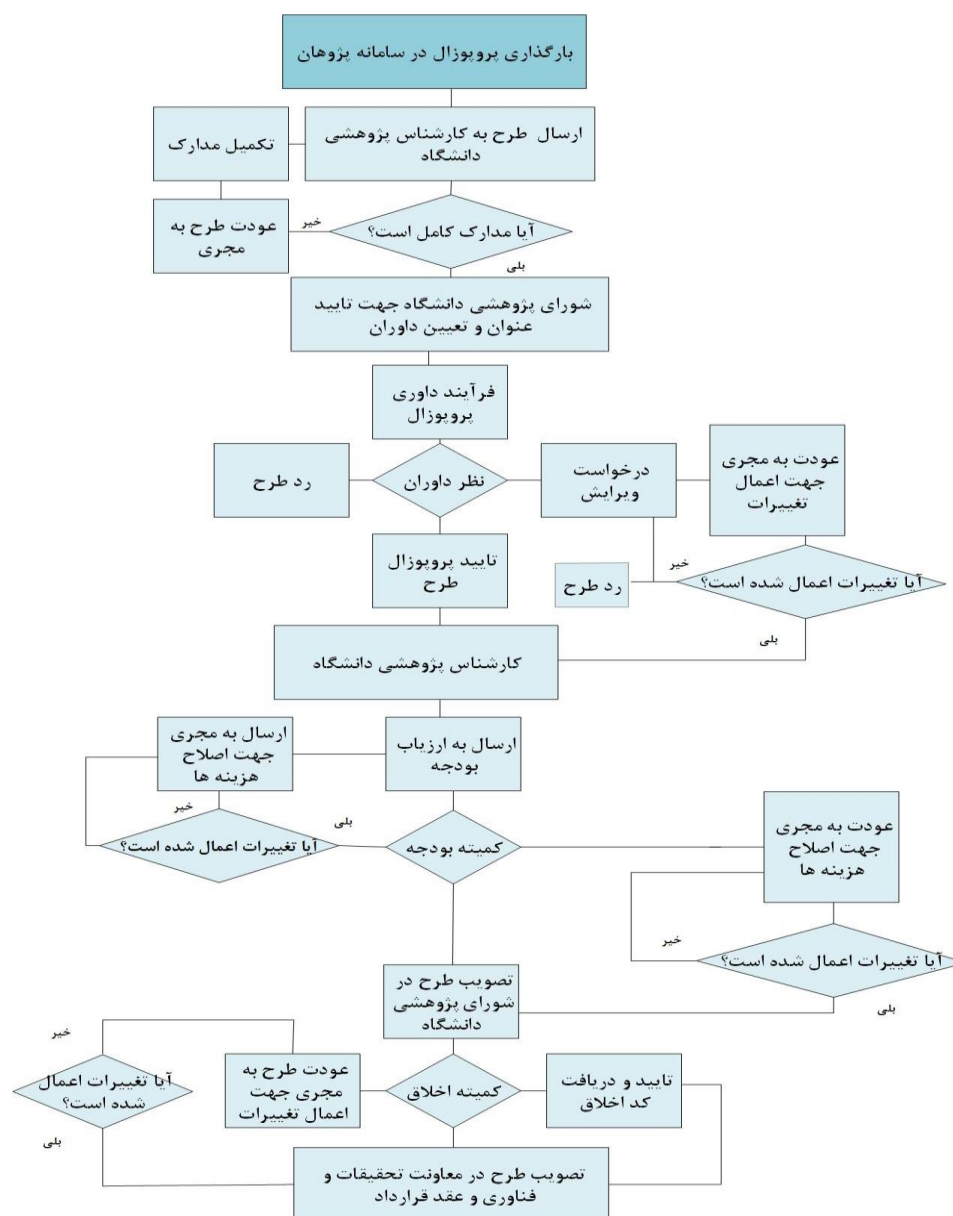 بارگذاری پروپوزال در سامانه پژوهان
ارسال طرح به کارشناس پژوهشی
دانشگاه
تکمیل مدارک
عودت طرح به
مجری
خیر
آیا مدارک کامل است؟
بلی
شورای پژوهشی دانشگاه جهت تایید
عنوان و تعیین داوران
فرآیند داوری
پروپوزال
نظر داوران
رد طرح
درخواست
ویرایش
عودت به مجری
جهت اعمال
تغییرات
تایید پروپوزال
طرح
رد طرح
خیر
آیا تغییرات اعمال شده است؟
بلی
کارشناس پژوهشی دانشگاه
ارسال به ارزیاب
بودجه
ارسال به مجری
جهت اصلاح
هزینه ها
خیر
بلی
آیا تغییرات اعمال شده است؟
کمیته بودجه
عودت به مجری
جهت اصلاح
هزینه ها
خیر
آیا تغییرات اعمال شده است؟
بلی
تصویب طرح در
شورای پژوهشی
دانشگاه
کمیته اخلاق
تایید و دریافت
کد اخلاق
عودت طرح به
مجری جهت
اعمال تغییرات
خیر
آیا تغییرات اعمال
شده است؟
بلی
تصویب طرح در معاونت تحقیقات و
فناوری و عقد قرارداد